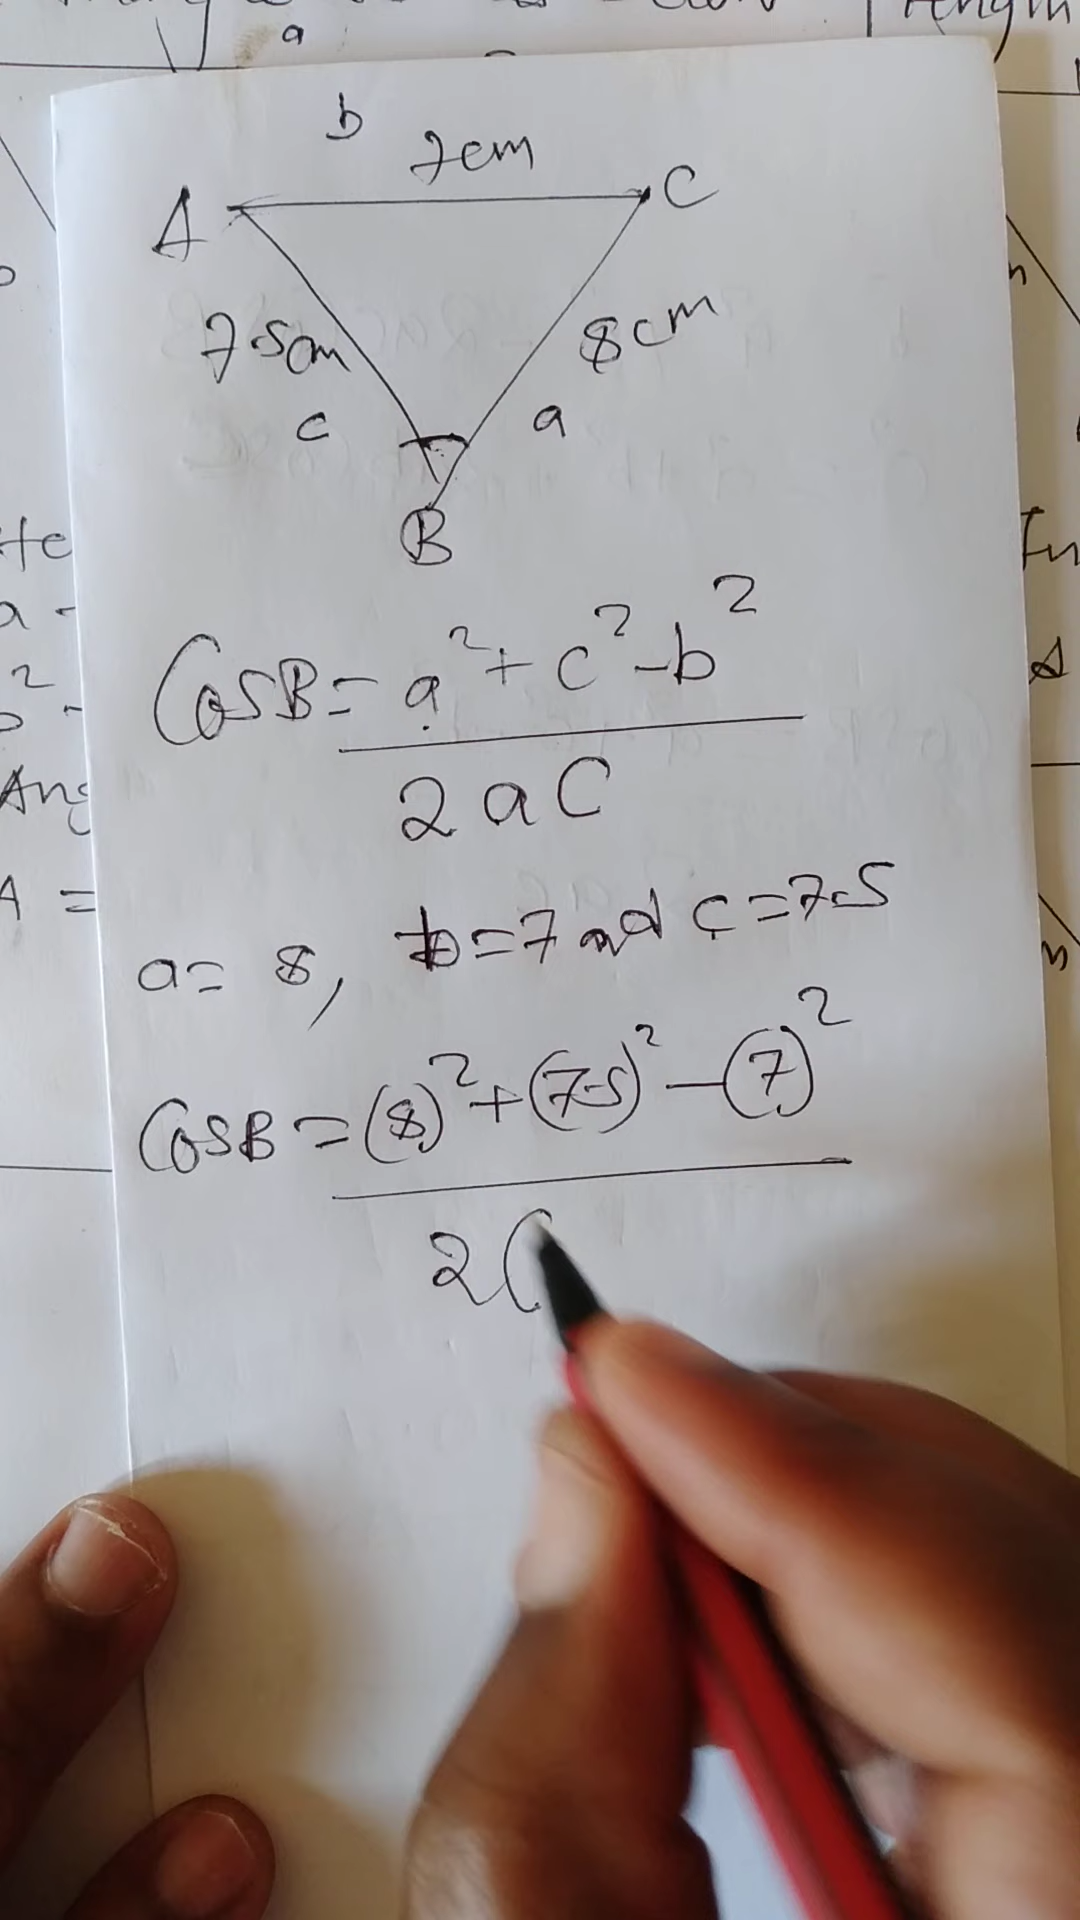 a
b
7cm
A
C
7.5cm
8cm
c
a
B
CosB = a² + c² - b²
2 a C
a = 8, b = 7 and c = 7.5
CosB = (8)² + (7.5)² - (7)²
2 (